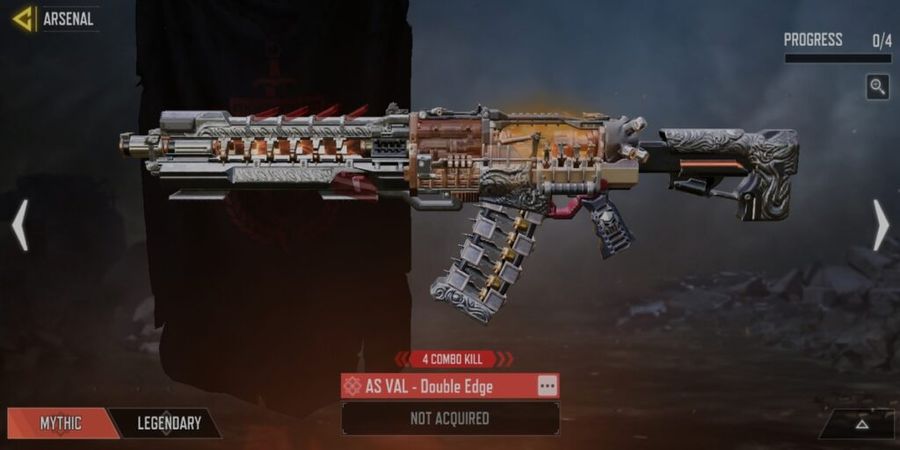 ARSENAL
PROGRESS 0/4
4 COMBO KILL
AS VAL - Double Edge
NOT ACQUIRED
MYTHIC
LEGENDARY